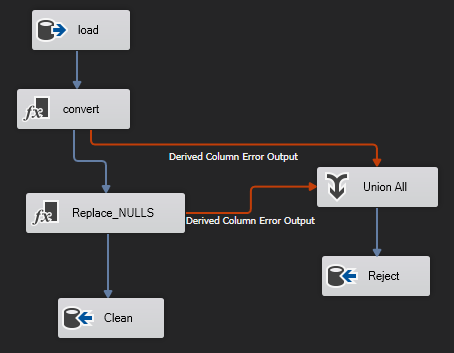 load
convert
Derived Column Error Output
Union All
Replace_NULLS
Derived Column Error Output
Reject
Clean